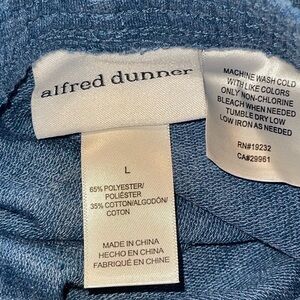 alfred dunner
L
65% POLYESTER/
POLIÉSTER
35% COTTON/ALGODÓN/
COTON
MADE IN CHINA
HECHO EN CHINA
FABRIQUÉ EN CHINE
MACHINE WASH COLD
WITH LIKE COLORS
ONLY NON-CHLORINE
BLEACH WHEN NEEDED
TUMBLE DRY LOW
LOW IRON AS NEEDED
RN#19232
CA#29961